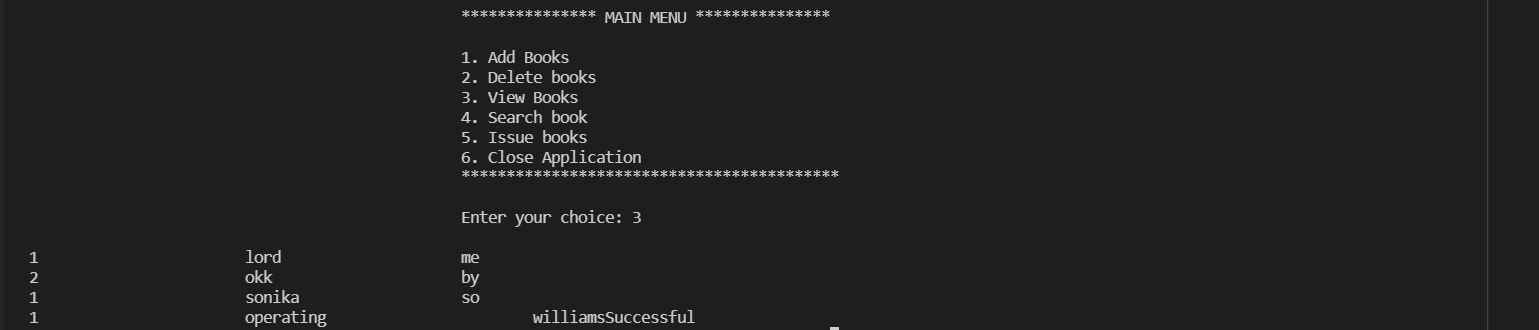 *************** MAIN MENU ***************
1. Add Books
2. Delete books
3. View Books
4. Search book
5. Issue books
6. Close Application
******************************************
Enter your choice: 3
1 lord me
2 okk by
1 sonika so
1 operating williamsSuccessful